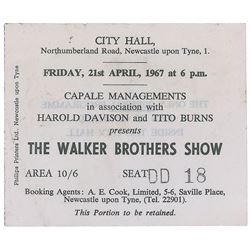 CITY HALL,
Northumberland Road, Newcastle upon Tyne, 1.
FRIDAY, 21st APRIL, 1967 at 6 p.m.
CAPALE MANAGEMENTS
in association with
HAROLD DAVISON and TITO BURNS
presents
THE WALKER BROTHERS SHOW
AREA 10/6 SEAT DD 18
Booking Agents: A. E. Cook, Limited, 5-6, Saville Place,
Newcastle upon Tyne, (Tel. 22901).
This Portion to be retained.
Philipson Printers Ltd. Newcastle upon Tyne